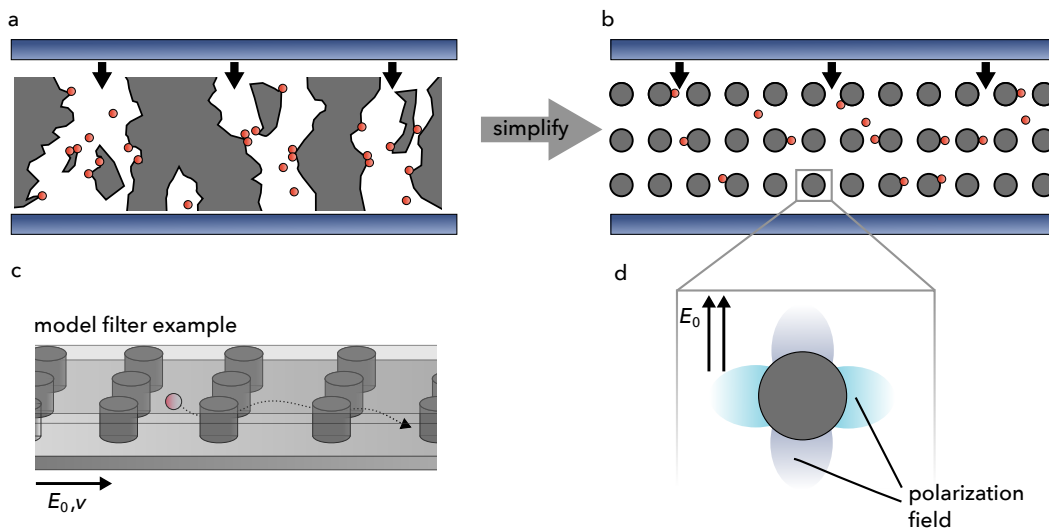 a
b
simplify
c
d
model filter example
E0
E0,v
polarization
field